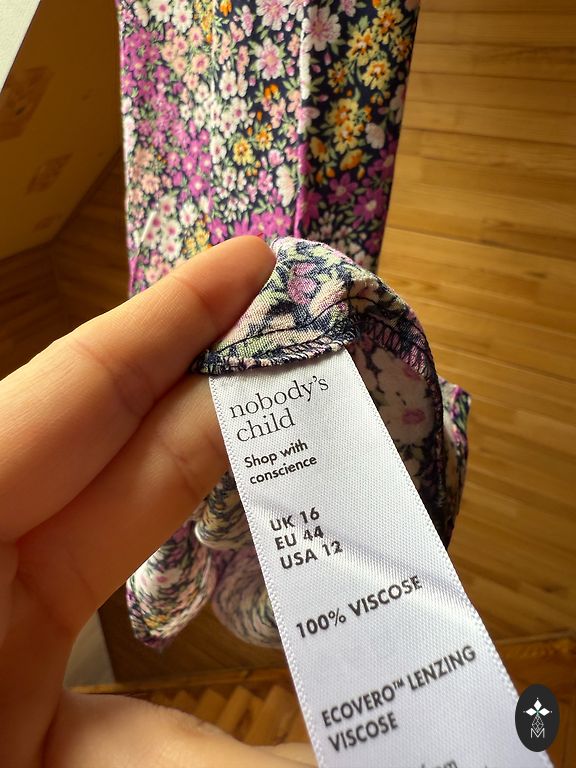 nobody's
child
Shop with
conscience
UK 16
EU 44
USA 12
100% VISCOSE
ECOVERO™ LENZING
VISCOSE